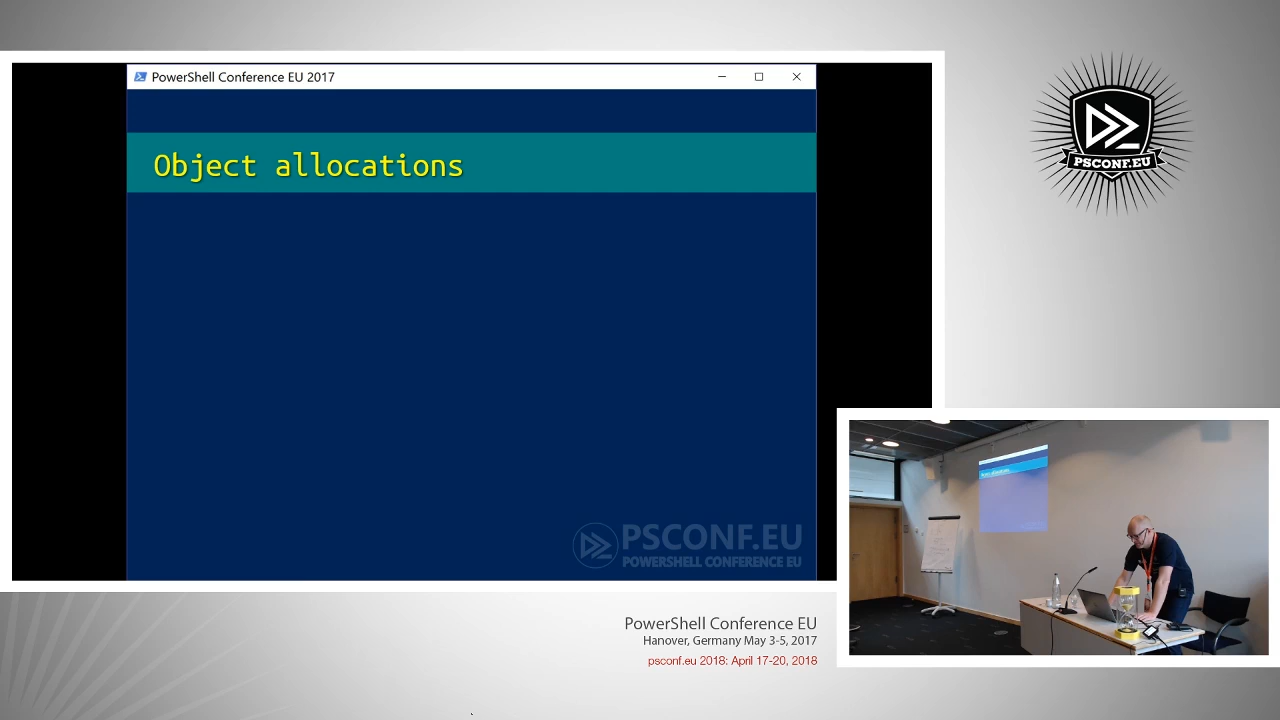 PowerShell Conference EU 2017
Object allocations
PSCONF.EU
POWERSHELL CONFERENCE EU
PSCONF.EU
PowerShell Conference EU
Hanover, Germany May 3-5, 2017
psconf.eu 2018: April 17-20, 2018